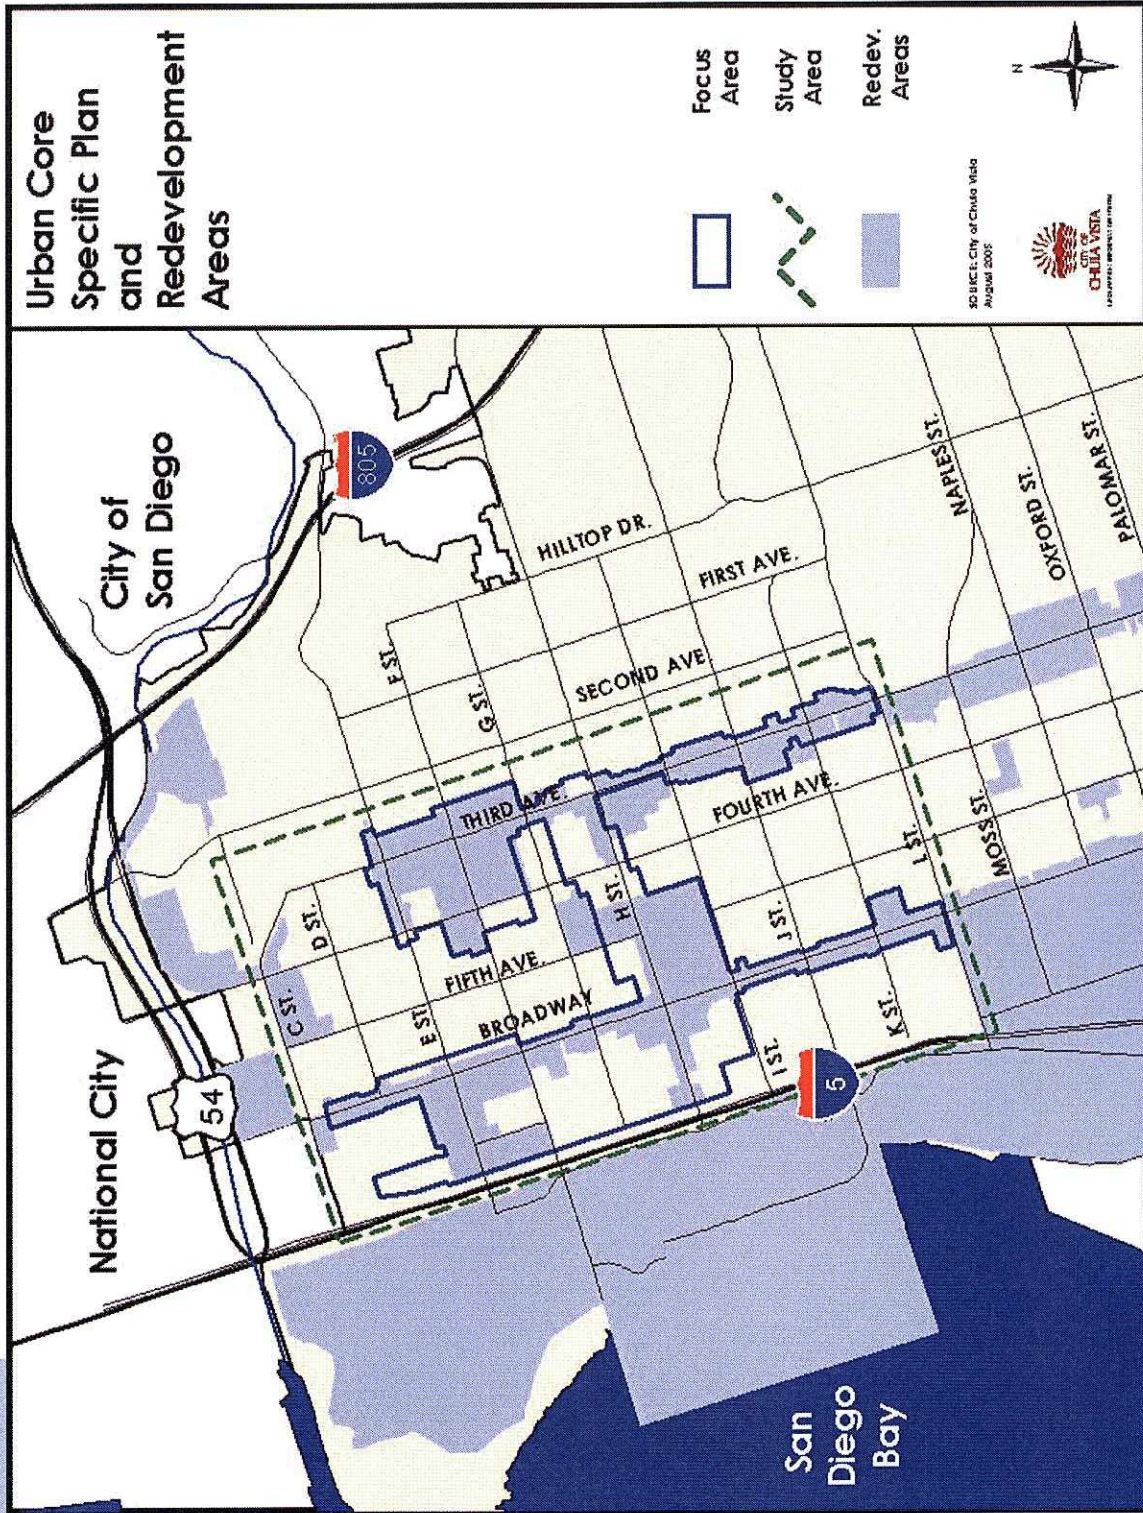 Urban Core
Specific Plan
and
Redevelopment
Areas
Focus
Area
Study
Area
Redev.
Areas
N
SOURCE: City of Chula Vista
August 2005
CITY OF
CHULA VISTA
City of
San Diego
National City
San
Diego
Bay
805
54
5
HILLTOP DR.
FIRST AVE.
SECOND AVE
THIRD AVE.
FOURTH AVE.
FIFTH AVE.
BROADWAY
C ST.
D ST.
E ST.
F ST.
G ST.
H ST.
I ST.
J ST.
K ST.
L ST.
MOSS ST.
NAPLES ST.
OXFORD ST.
PALOMAR ST.